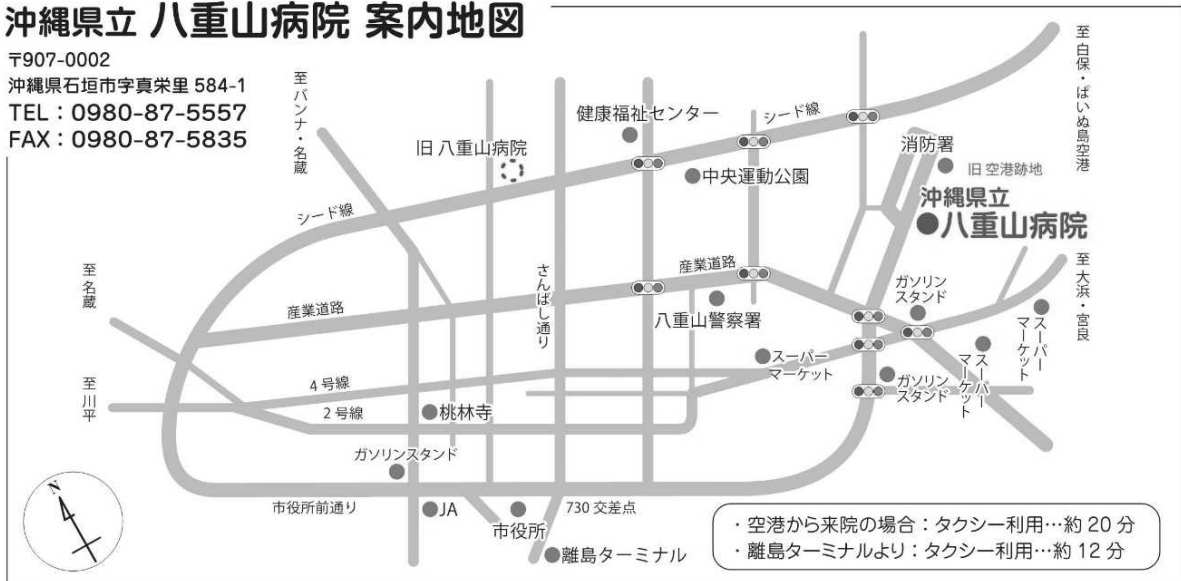 沖縄県立 八重山病院 案内地図
〒907-0002
沖縄県石垣市字真栄里 584-1
TEL：0980-87-5557
FAX：0980-87-5835
至バンナ・名蔵
旧 八重山病院
健康福祉センター
シード線
至白保・ぱいぬ島空港
中央運動公園
消防署
旧 空港跡地
沖縄県立
八重山病院
シード線
至名蔵
産業道路
さんばし通り
産業道路
八重山警察署
ガソリン
スタンド
至大浜・宮良
スーパー
マーケット
スーパー
マーケット
スーパー
マーケット
ガソリン
スタンド
至川平
4 号線
2 号線
桃林寺
ガソリンスタンド
市役所前通り
JA
市役所
730 交差点
離島ターミナル
N
・空港から来院の場合：タクシー利用…約 20 分
・離島ターミナルより：タクシー利用…約 12 分